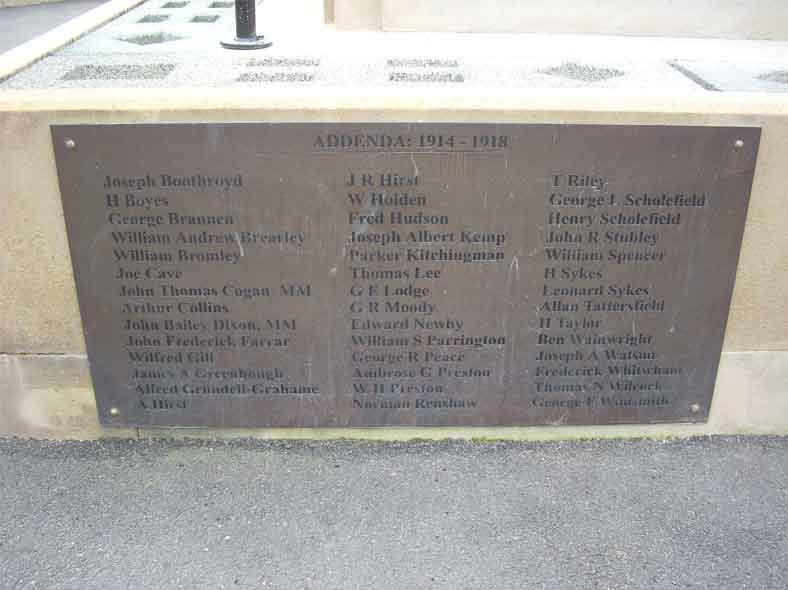 ADDENDA: 1914 - 1918
Joseph Boothroyd
H Boyes
George Brannen
William Andrew Brearley
William Bromley
Joe Cave
John Thomas Cogan, MM
Arthur Collins
John Bailey Dixon, MM
John Frederick Farrar
Wilfred Gill
James A Greenhough
Alfred Grundell-Grahame
A Hirst
J R Hirst
W Holden
Fred Hudson
Joseph Albert Kemp
Parker Kitchingman
Thomas Lee
G E Lodge
G R Moody
Edward Newby
William S Parrington
George R Peace
Ambrose G Preston
W H Preston
Norman Renshaw
T Riley
George L Scholefield
Henry Scholefield
John R Stubley
William Spencer
H Sykes
Leonard Sykes
Allan Tattersfield
H Taylor
Ben Wainwright
Joseph A Watson
Frederick Whitwham
Thomas N Wilcock
George F Windsmith